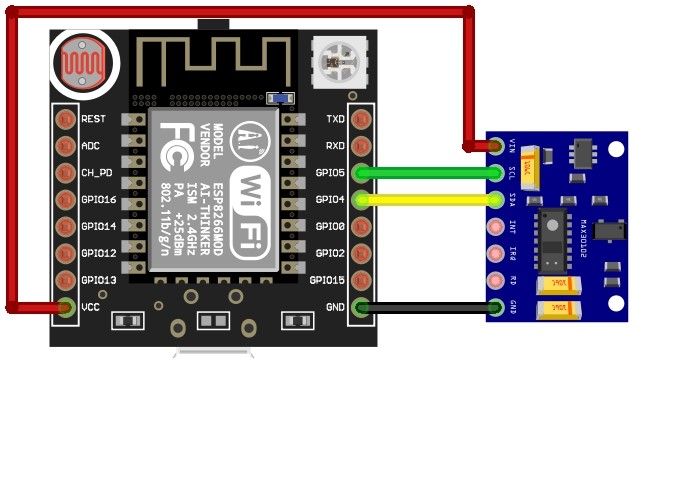 REST
ADC
CH_PD
GPIO16
GPIO14
GPIO12
GPIO13
VCC
TXD
RXD
GPIO5
GPIO4
GPIO0
GPIO2
GPIO15
GND
MODEL
VENDOR
ESP8266MOD
AI-THINKER
ISM 2.4GHz
PA +25dBm
802.11b/g/n
FC
Ai
Wi Fi
VIN
SCL
SDA
INT
IRQ
RD
GND
MAX30102